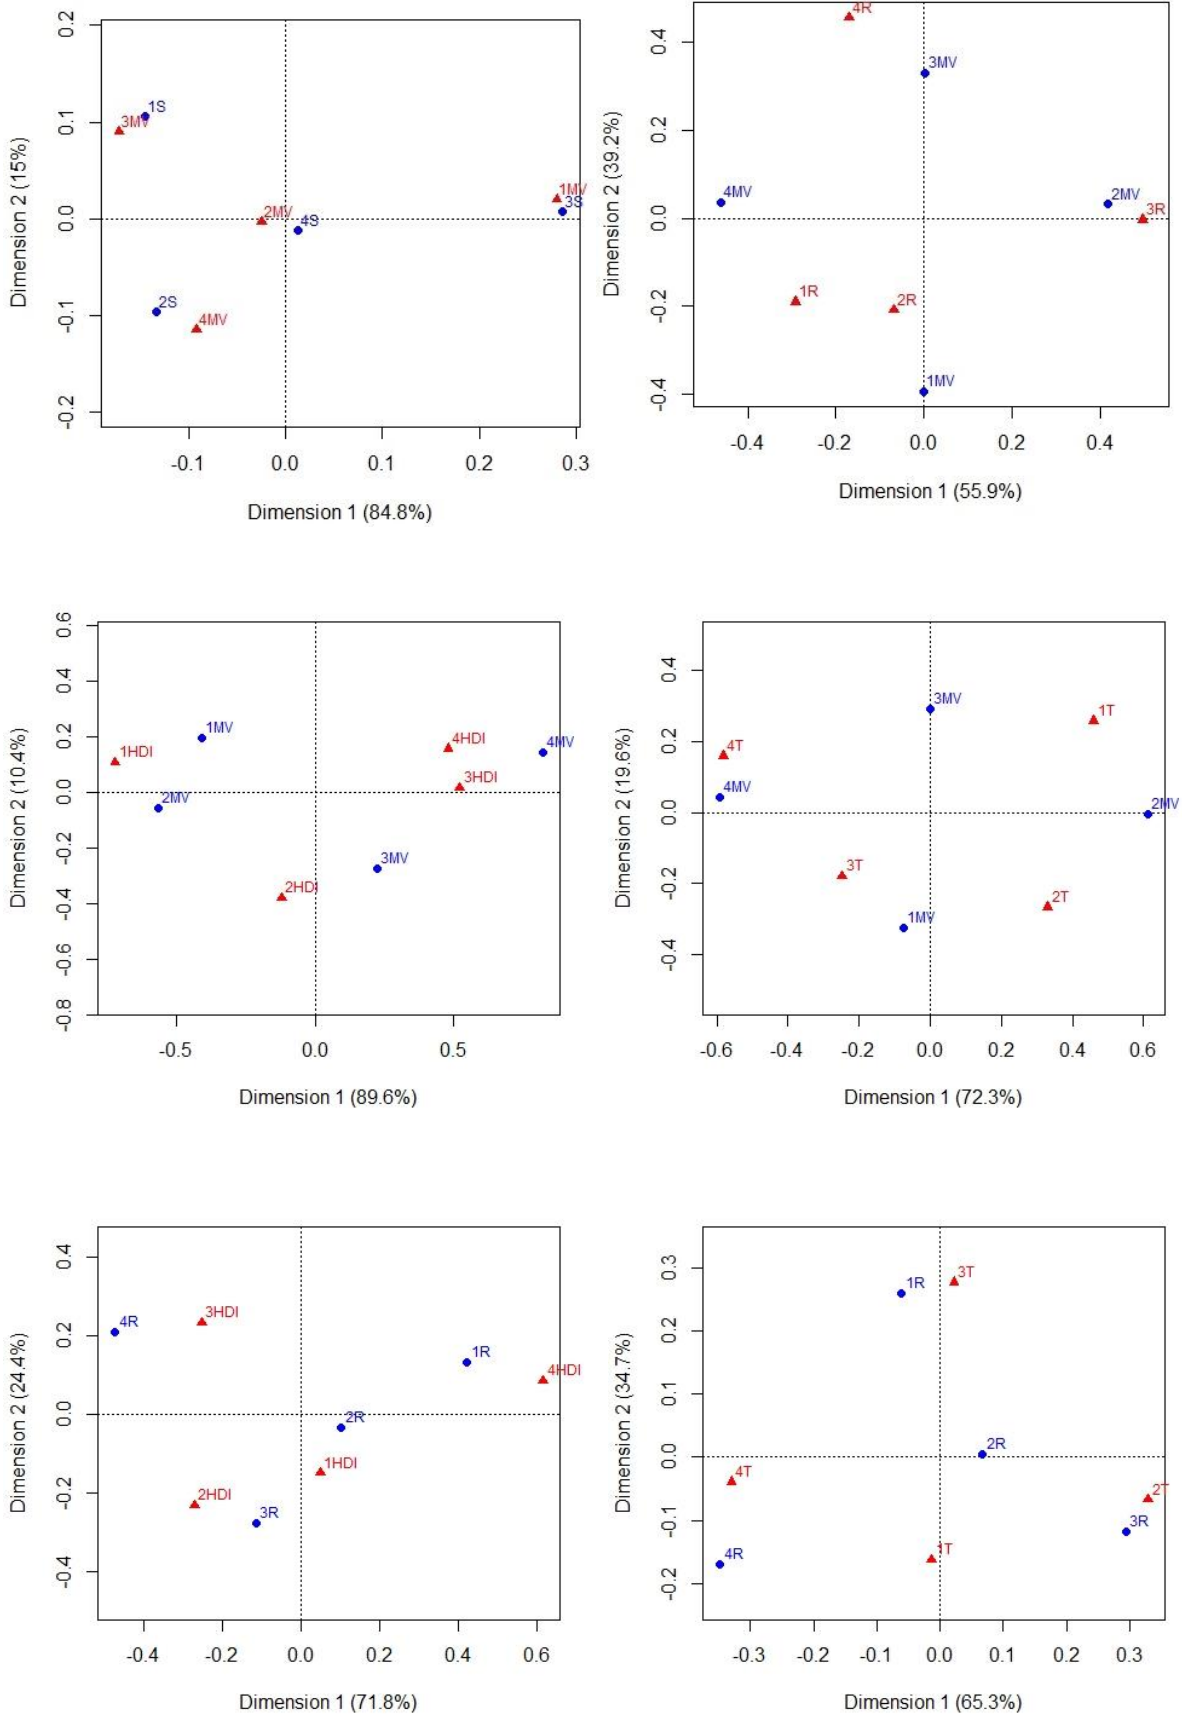 0.2
0.1
0.0
-0.1
-0.2
Dimension 2 (15%)
1S
3MV
2MV
4S
1MV
3S
2S
4MV
-0.1 0.0 0.1 0.2 0.3
Dimension 1 (84.8%)
0.4
0.2
0.0
-0.2
-0.4
Dimension 2 (39.2%)
4R
3MV
4MV
2MV
3R
1R
2R
1MV
-0.4 -0.2 0.0 0.2 0.4
Dimension 1 (55.9%)
0.6
0.4
0.2
0.0
-0.2
-0.4
-0.6
-0.8
Dimension 2 (10.4%)
1MV
1HDI
4HDI
4MV
3HDI
2MV
3MV
2HDI
-0.5 0.0 0.5
Dimension 1 (89.6%)
0.4
0.2
0.0
-0.2
-0.4
Dimension 2 (19.6%)
3MV
1T
4T
4MV
2MV
3T
2T
1MV
-0.6 -0.4 -0.2 0.0 0.2 0.4 0.6
Dimension 1 (72.3%)
0.4
0.2
0.0
-0.2
-0.4
Dimension 2 (24.4%)
4R
3HDI
1R
4HDI
2R
1HDI
2HDI
3R
-0.4 -0.2 0.0 0.2 0.4 0.6
Dimension 1 (71.8%)
0.3
0.2
0.1
0.0
-0.1
-0.2
Dimension 2 (34.7%)
1R
3T
2R
4T
2T
3R
4R
1T
-0.3 -0.2 -0.1 0.0 0.1 0.2 0.3
Dimension 1 (65.3%)